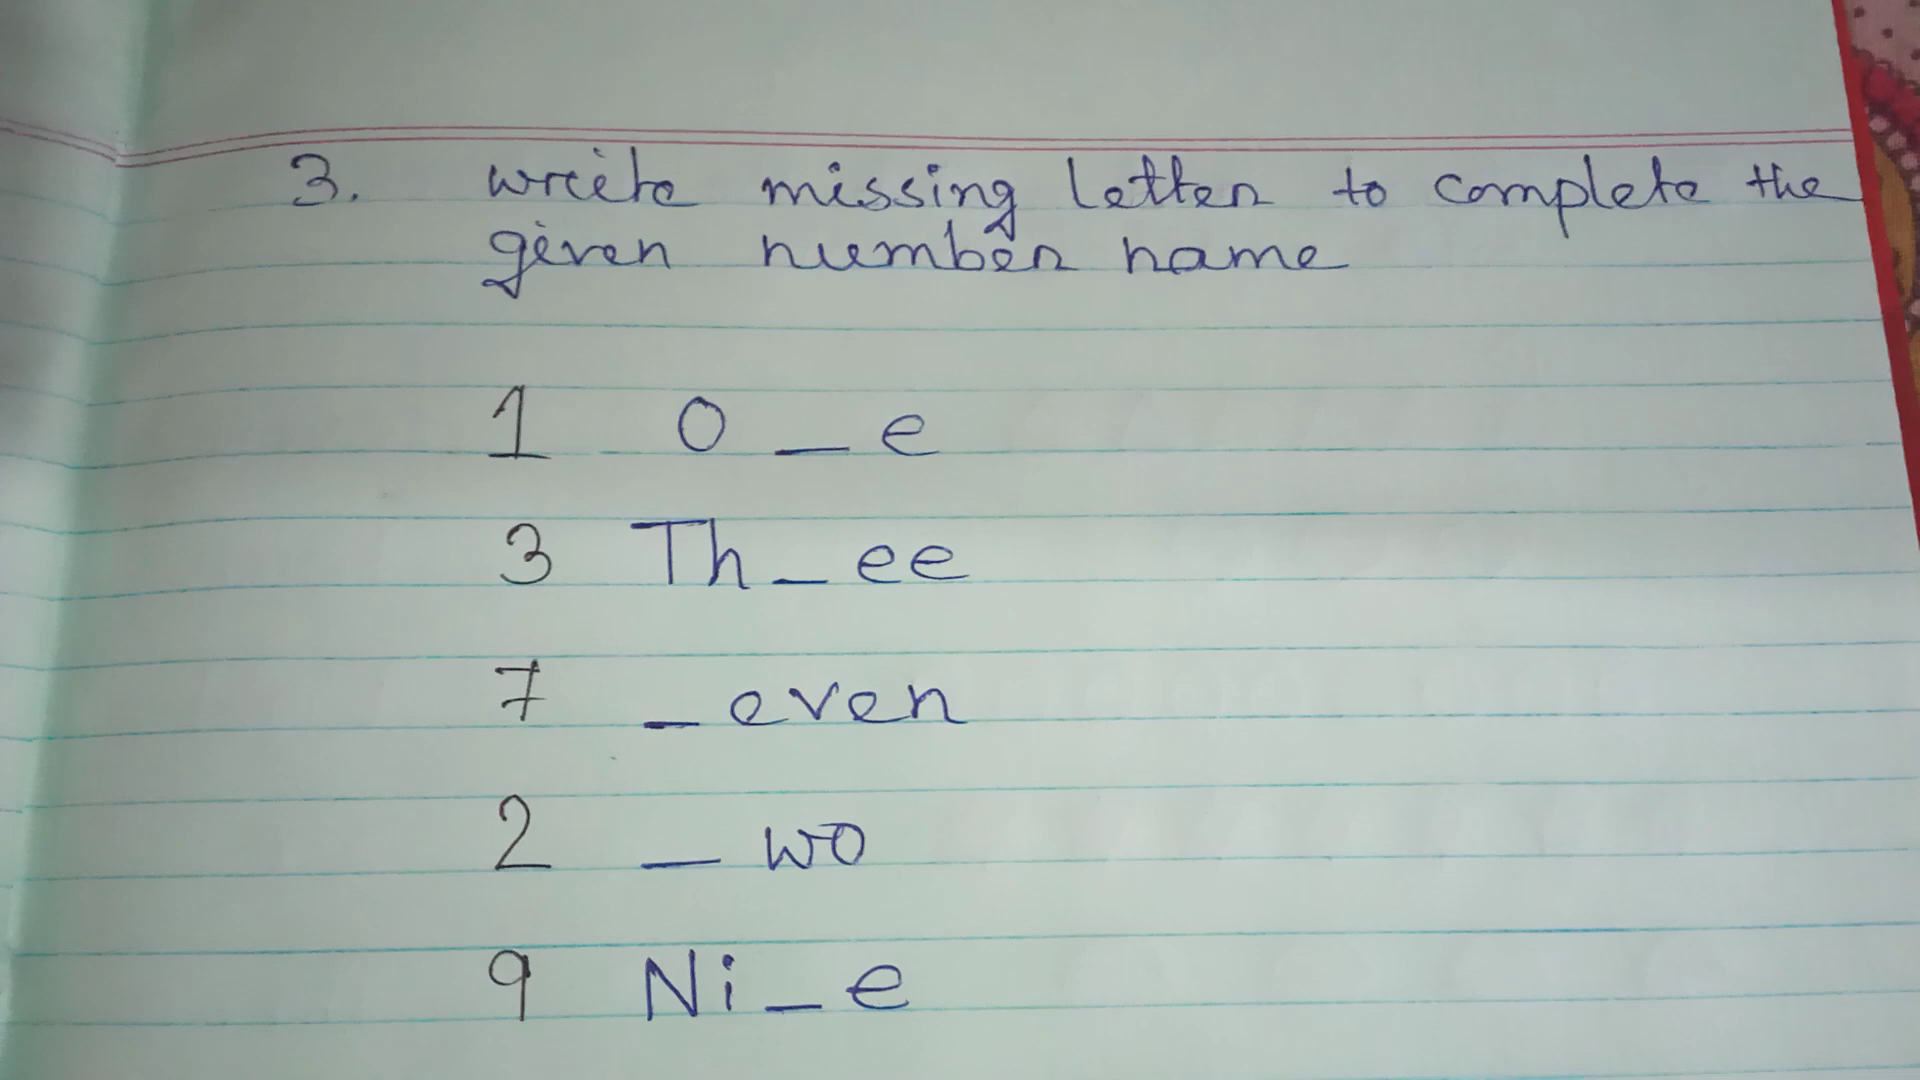 3. write missing letter to complete the
given number name
1 O _ e
3 Th _ ee
7 _ even
2 _ wo
9 Ni _ e